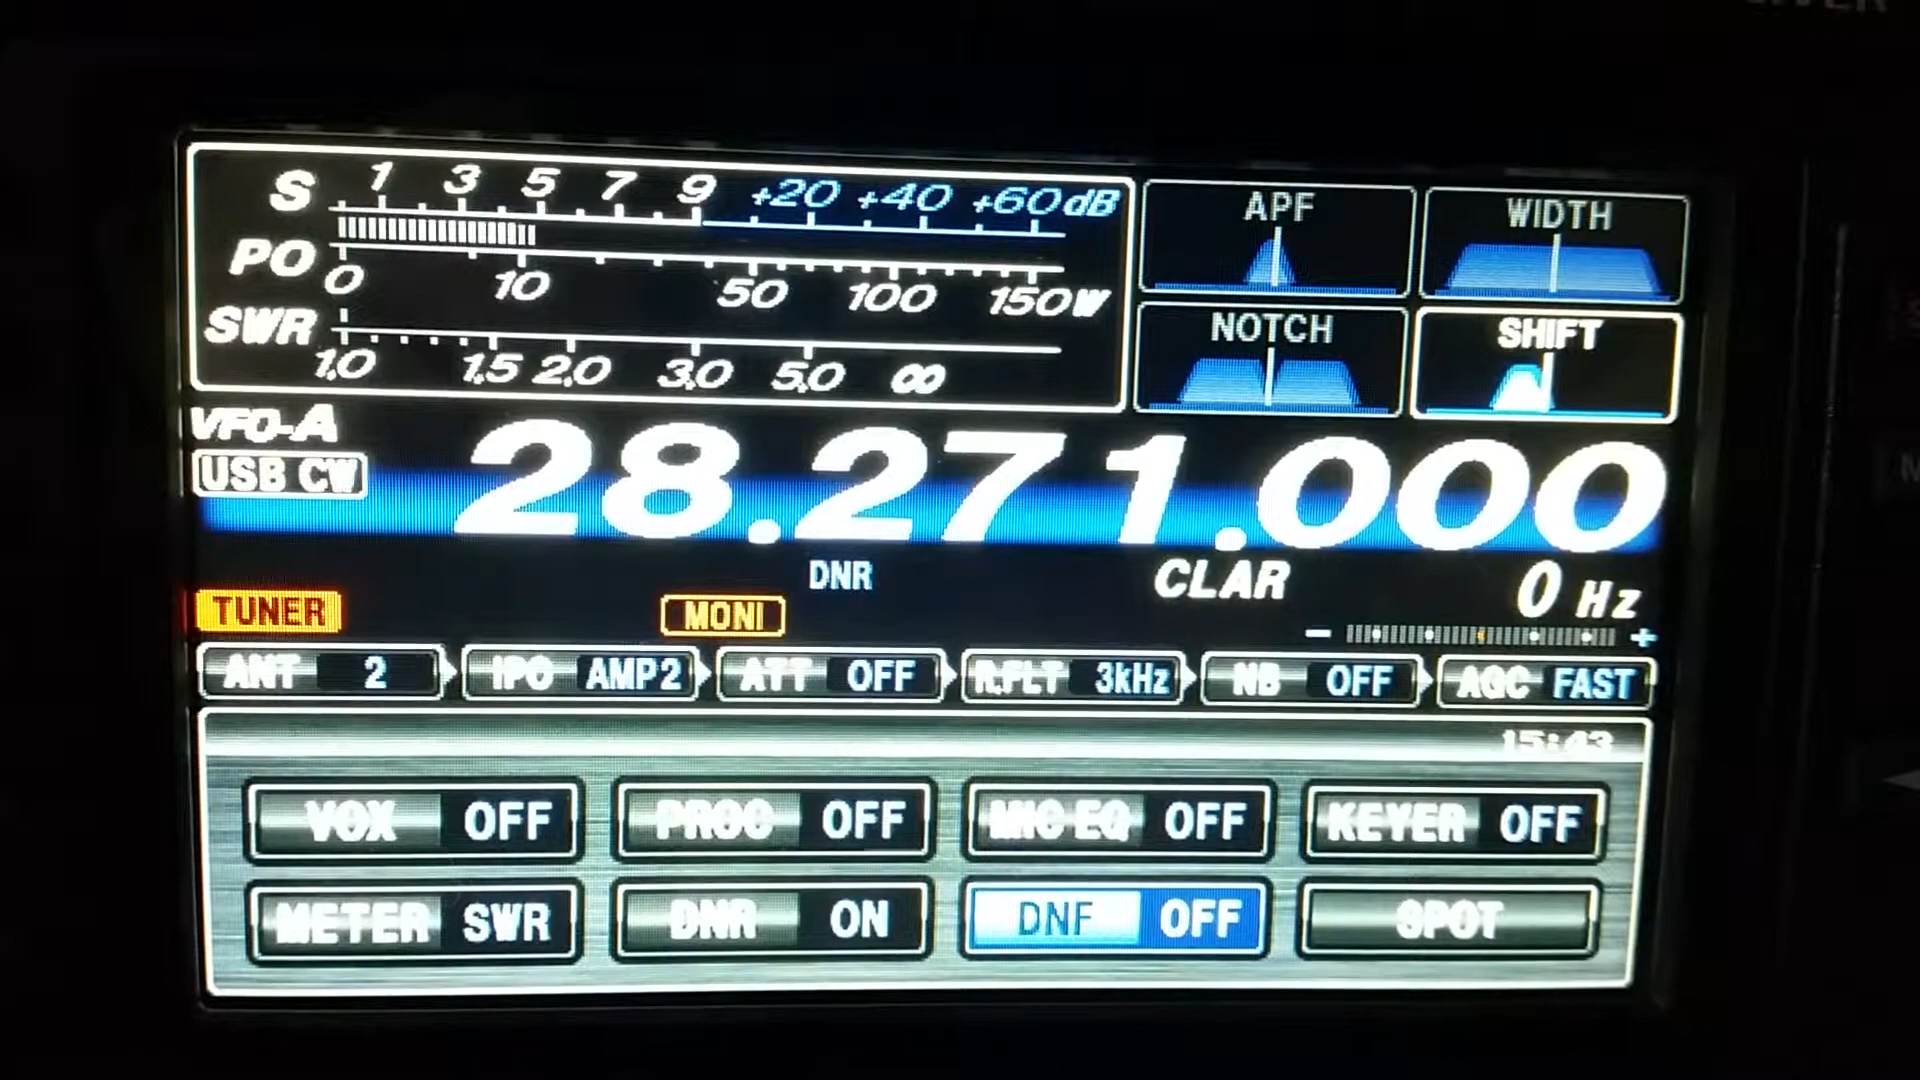 S 1 3 5 7 9 +20 +40 +60dB
PO 0 10 50 100 150W
SWR 1.0 1.5 2.0 3.0 5.0 ∞
APF WIDTH
NOTCH SHIFT
VFO-A
USB CW 28.271.000
DNR CLAR 0 Hz
TUNER MONI
− +
ANT 2 IPO AMP2 ATT OFF R.FLT 3kHz NB OFF AGC FAST
15:43
VOX OFF PROC OFF MIC EQ OFF KEYER OFF
METER SWR DNR ON DNF OFF SPOT